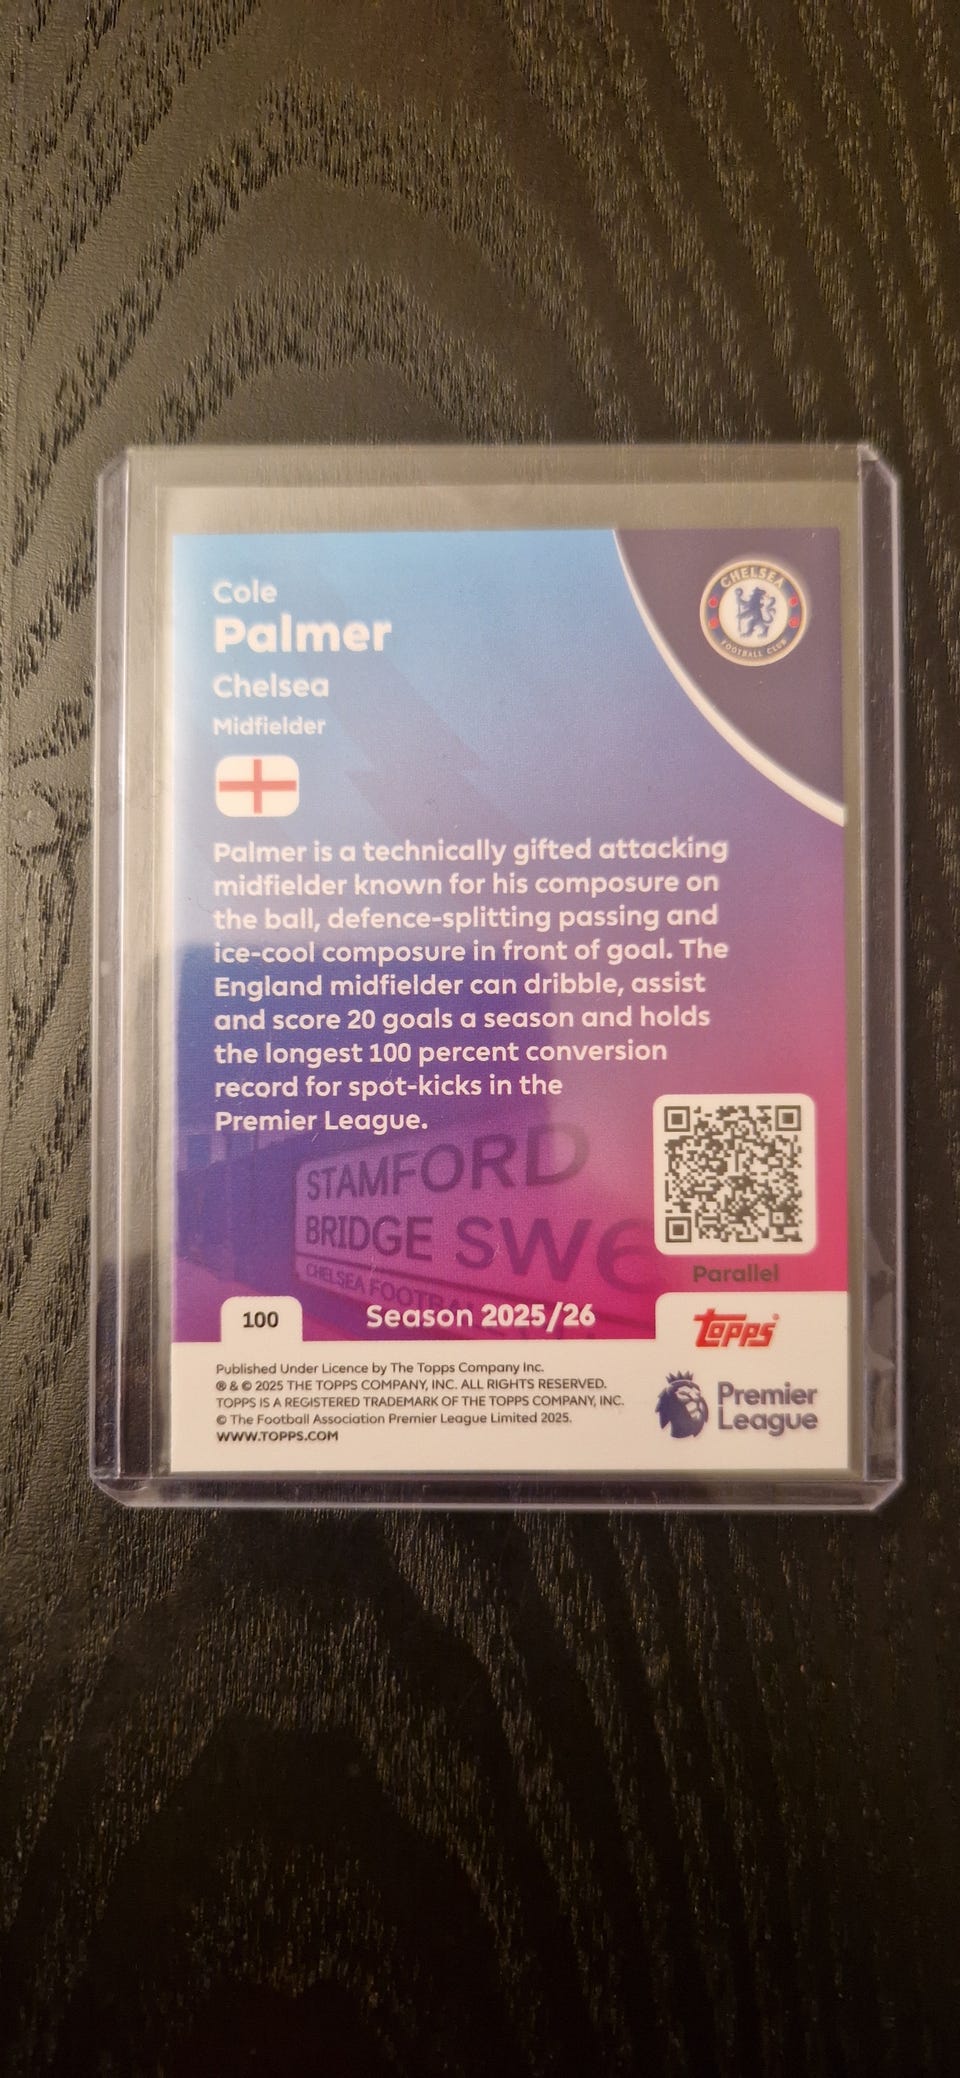 CHELSEA
FOOTBALL CLUB
Cole
Palmer
Chelsea
Midfielder
Palmer is a technically gifted attacking
midfielder known for his composure on
the ball, defence-splitting passing and
ice-cool composure in front of goal. The
England midfielder can dribble, assist
and score 20 goals a season and holds
the longest 100 percent conversion
record for spot-kicks in the
Premier League.
STAMFORD
BRIDGE SW6
CHELSEA
Parallel
100
Season 2025/26
topps
Published Under Licence by The Topps Company Inc.
® & © 2025 THE TOPPS COMPANY, INC. ALL RIGHTS RESERVED.
TOPPS IS A REGISTERED TRADEMARK OF THE TOPPS COMPANY, INC.
© The Football Association Premier League Limited 2025.
WWW.TOPPS.COM
Premier
League